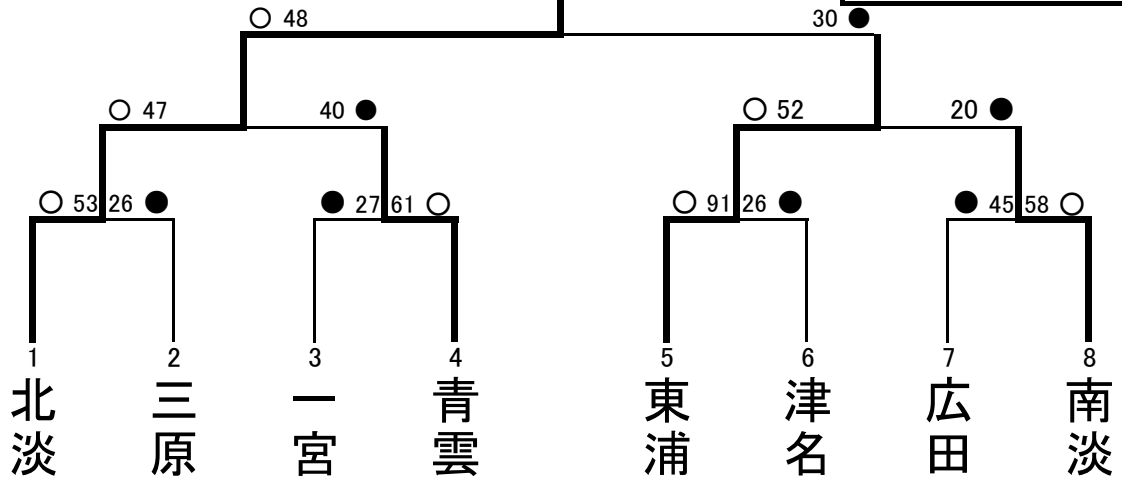 ○ 48 30 ●
○ 47 40 ● ○ 52 20 ●
○ 53 26 ● ● 27 61 ○ ○ 91 26 ● ● 45 58 ○
1 2 3 4 5 6 7 8
北淡
三原
一宮
青雲
東浦
津名
広田
南淡